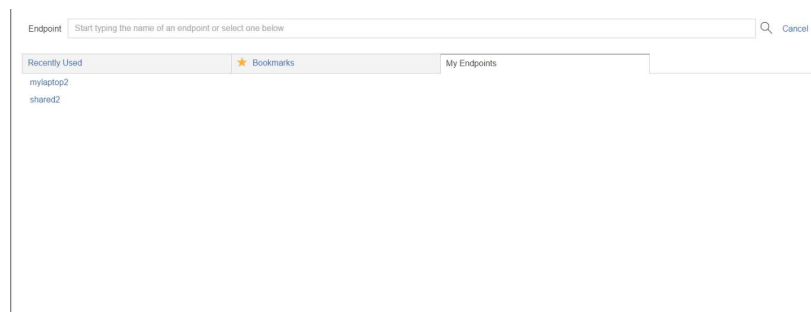 Endpoint Start typing the name of an endpoint or select one below Cancel
Recently Used Bookmarks My Endpoints
mylaptop2
shared2